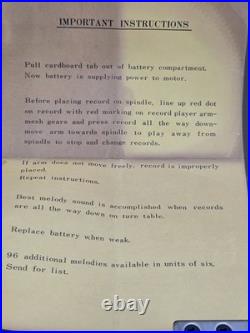 IMPORTANT INSTRUCTIONS
Pull cardboard tab out of battery compartment.
Now battery is supplying power to motor.
Before placing record on spindle, line up red dot
on record with red marking on record player arm-
mesh gears and press record all the way down-
move arm towards spindle to play away from
spindle to stop and change records.
If arm does not move freely, record is improperly
placed.
Repeat instructions.
Best melody sound is accomplished when records
are all the way down on turn table.
Replace battery when weak.
96 additional melodies available in units of six.
Send for list.